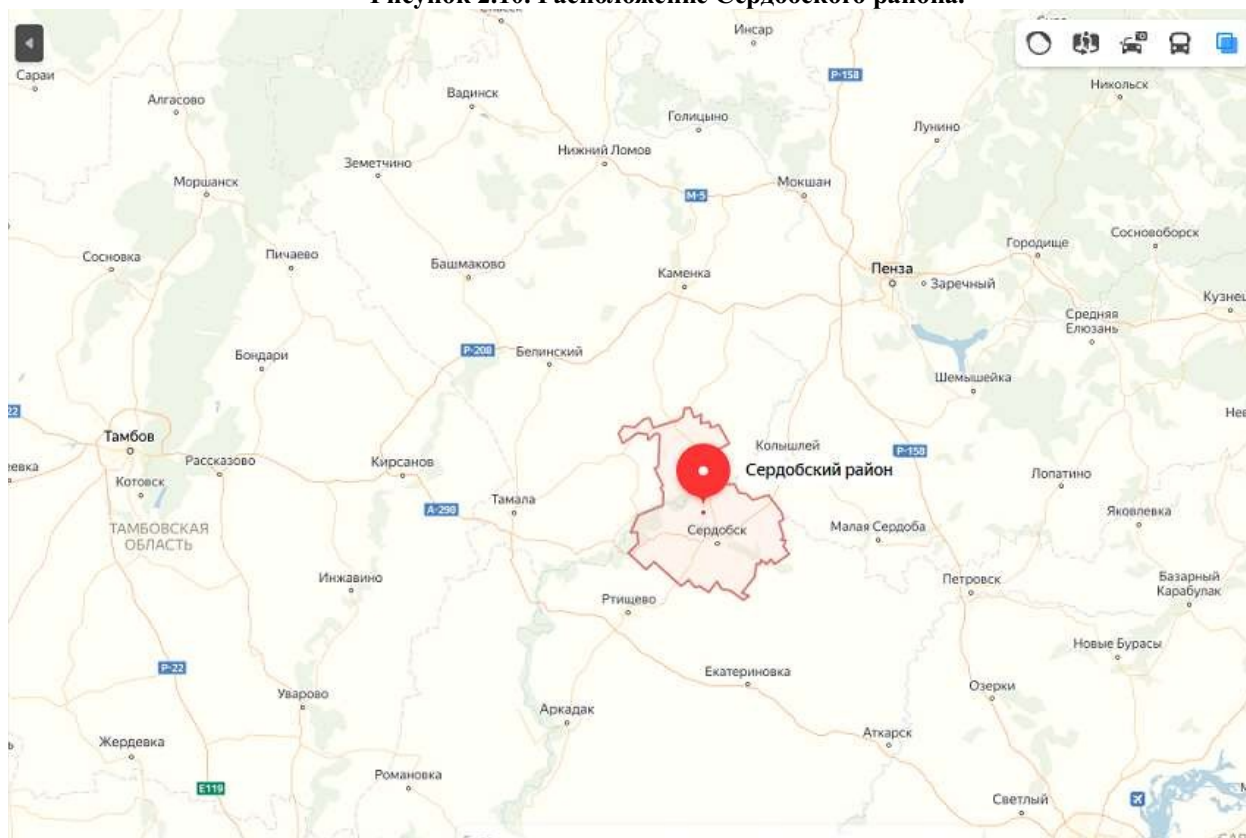 Рисунок 2.10. Расположение Сердобского района.
Инсар
Сараи
Р-158
Никольск
Алгасово
Вадинск
Голицыно
Лунино
Земетчино
Нижний Ломов
Моршанск
М-5
Мокшан
Сосновка
Пичаево
Башмаково
Каменка
Городище
Сосновоборск
Пенза
Заречный
Средняя
Елюзань
Бондари
Р-208
Белинский
Шемышейка
22
Тамбов
Колышлей
Р-158
Рассказово
Кирсанов
Сердобский район
Котовск
Тамала
Лопатино
А-298
ТАМБОВСКАЯ
ОБЛАСТЬ
Сердобск
Малая Сердоба
Яковлевка
Инжавино
Ртищево
Петровск
Базарный
Карабулак
Р-22
Новые Бурасы
Уварово
Екатериновка
Озерки
Аркадак
Аткарск
Жердевка
Романовка
Е119
Светлый